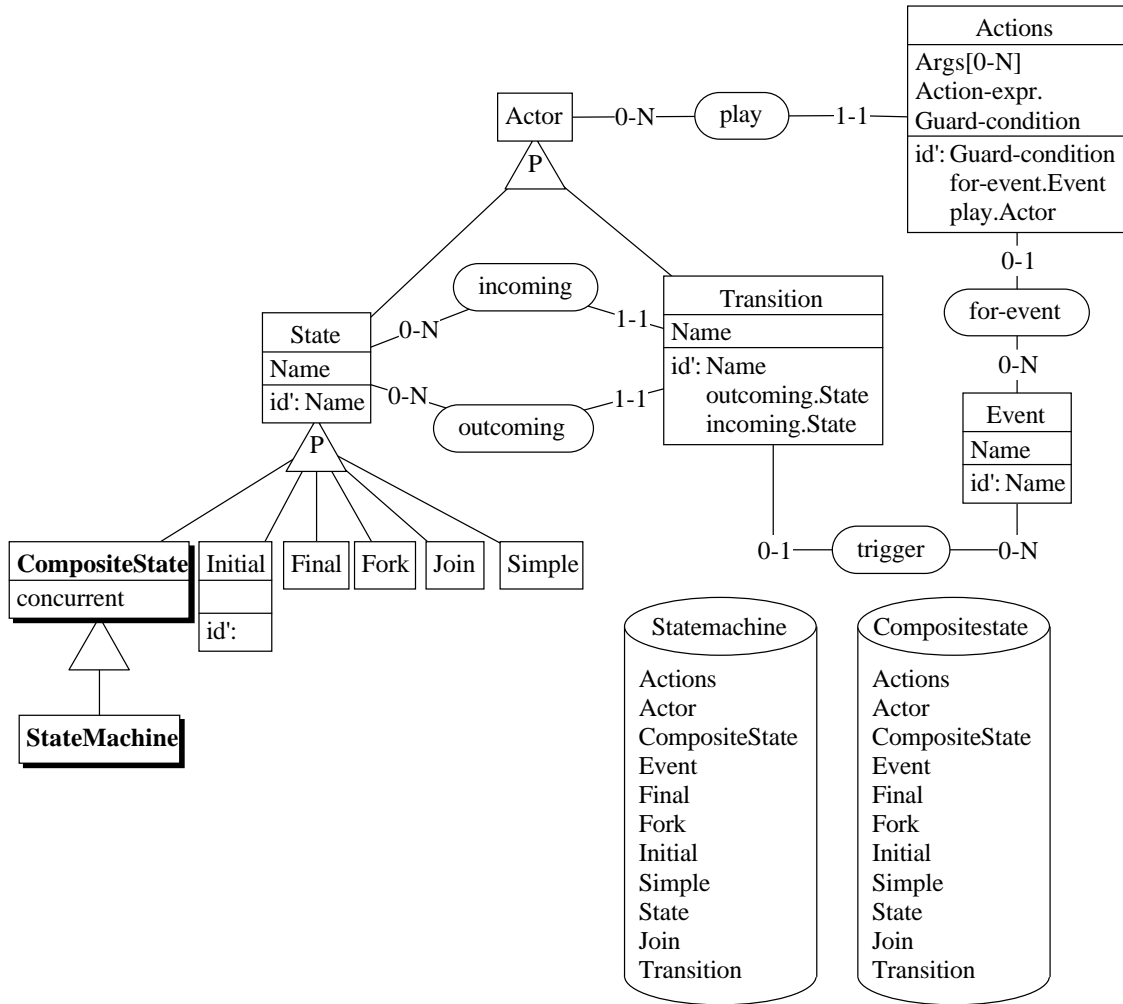 Actions
Args[0-N]
Action-expr.
Guard-condition
id': Guard-condition
for-event.Event
play.Actor
Actor
0-N
play
1-1
P
0-1
for-event
0-N
incoming
0-N
1-1
Transition
Name
id': Name
outcoming.State
incoming.State
State
Name
id': Name
0-N
1-1
outcoming
Event
Name
id': Name
P
0-1
trigger
0-N
CompositeState
concurrent
Initial
id':
Final
Fork
Join
Simple
StateMachine
Statemachine
Actions
Actor
CompositeState
Event
Final
Fork
Initial
Simple
State
Join
Transition
Compositestate
Actions
Actor
CompositeState
Event
Final
Fork
Initial
Simple
State
Join
Transition